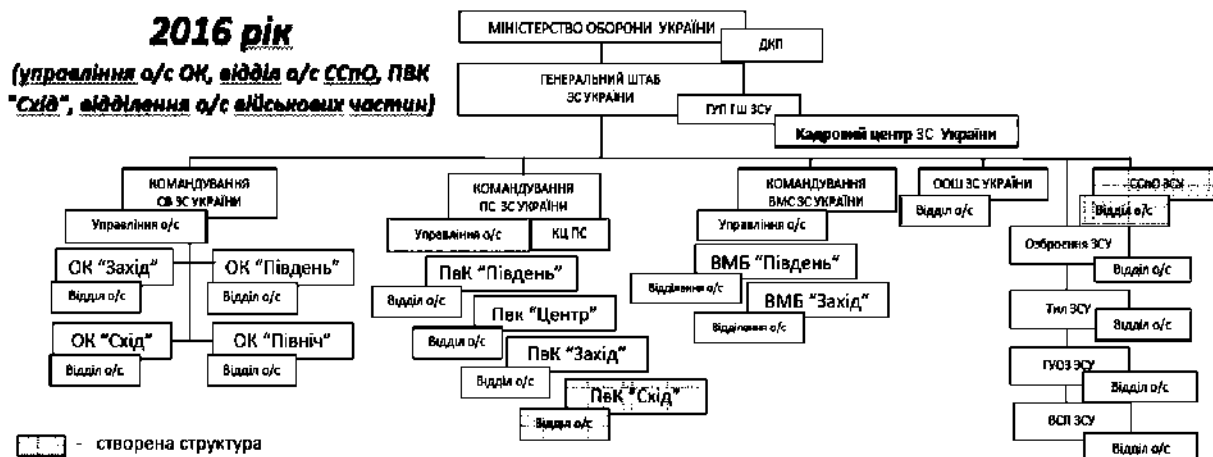 2016 рік
(управління о/с ОК, відділ о/с ССпО, ПВК
"Схід", відділення о/с військових частин)
МІНІСТЕРСТВО ОБОРОНИ УКРАЇНИ
ДКП
ГЕНЕРАЛЬНИЙ ШТАБ
ЗС УКРАЇНИ
ГУП ГШ ЗСУ
Кадровий центр ЗС України
КОМАНДУВАННЯ
СВ ЗС УКРАЇНИ
Управління о/с
ОК "Захід"
Відділ о/с
ОК "Південь"
Відділ о/с
ОК "Схід"
Відділ о/с
ОК "Північ"
Відділ о/с
КОМАНДУВАННЯ
ПС ЗС УКРАЇНИ
Управління о/с
КЦ ПС
ПвК "Південь"
Відділ о/с
Пвк "Центр"
Відділ о/с
ПвК "Захід"
Відділ о/с
ПвК "Схід"
Відділ о/с
КОМАНДУВАННЯ
ВМС ЗС УКРАЇНИ
Управління о/с
ВМБ "Південь"
Відділення о/с
ВМБ "Захід"
Відділення о/с
ООШ ЗС УКРАЇНИ
Відділ о/с
ССпО ЗСУ
Відділ о/с
Озброєння ЗСУ
Відділ о/с
Тил ЗСУ
Відділ о/с
ГУОЗ ЗСУ
Відділ о/с
ВСП ЗСУ
Відділ о/с
- створена структура